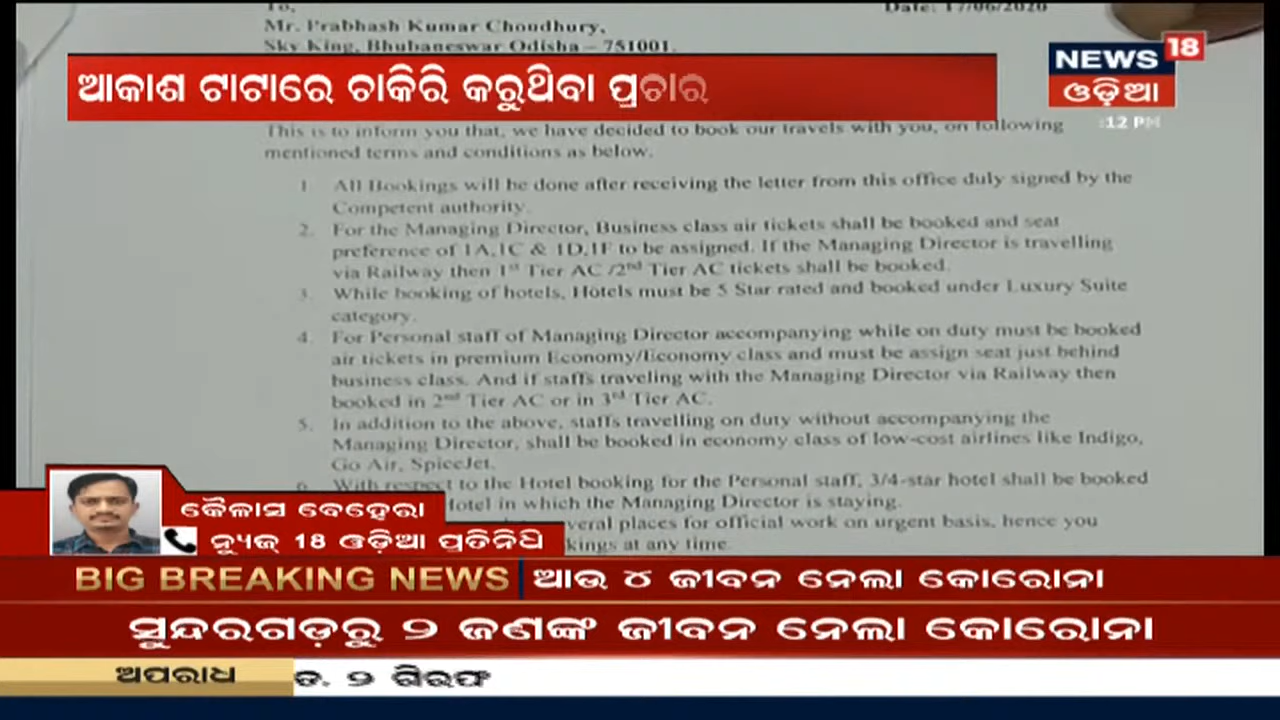 To,
Date: 17/06/2020
Mr. Prabhash Kumar Choudhury,
Sky King, Bhubaneswar Odisha – 751001.
ଆକାଶ ଟାଟାରେ ଚାକିରି କରୁଥିବା ପ୍ରଚାର
NEWS 18
ଓଡ଼ିଆ
:12 PM
This is to inform you that, we have decided to book our travels with you, on following
mentioned terms and conditions as below.
1. All Bookings will be done after receiving the letter from this office duly signed by the
Competent authority.
2. For the Managing Director, Business class air tickets shall be booked and seat
preference of 1A,1C & 1D,1F to be assigned. If the Managing Director is travelling
via Railway then 1st Tier AC /2nd Tier AC tickets shall be booked.
3. While booking of hotels, Hotels must be 5 Star rated and booked under Luxury Suite
category.
4. For Personal staff of Managing Director accompanying while on duty must be booked
air tickets in premium Economy/Economy class and must be assign seat just behind
business class. And if staffs traveling with the Managing Director via Railway then
booked in 2nd Tier AC or in 3rd Tier AC.
5. In addition to the above, staffs travelling on duty without accompanying the
Managing Director, shall be booked in economy class of low-cost airlines like Indigo,
Go Air, SpiceJet.
6. With respect to the Hotel booking for the Personal staff, 3/4-star hotel shall be booked
Hotel in which the Managing Director is staying.
several places for official work on urgent basis, hence you
kings at any time.
କୈଳାସ ବେହେରା
ନ୍ୟୁଜ୍ 18 ଓଡ଼ିଆ ପ୍ରତିନିଧି
BIG BREAKING NEWS ଆଉ ୪ ଜୀବନ ନେଲା କୋରୋନା
ସୁନ୍ଦରଗଡ଼ରୁ ୨ ଜଣଙ୍କ ଜୀବନ ନେଲା କୋରୋନା
ଅପରାଧ ତ. ୨ ଗିରଫ